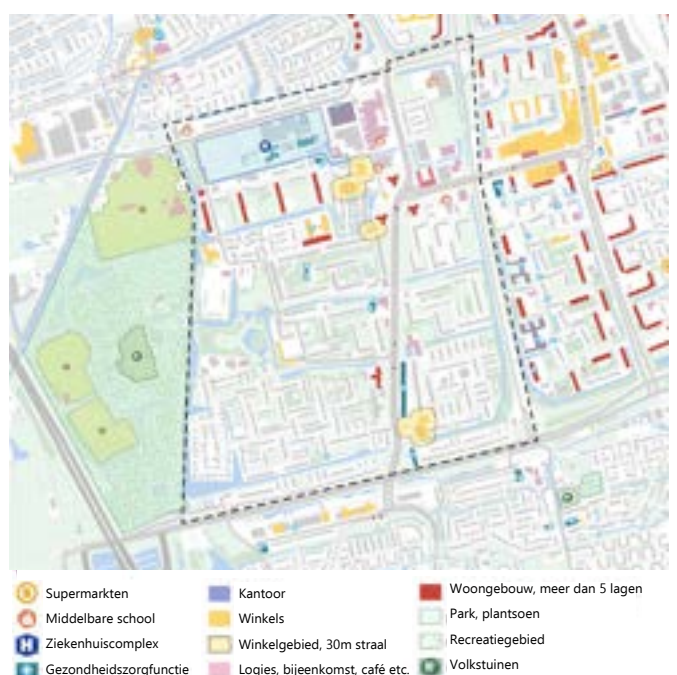 Supermarkten
Middelbare school
H Ziekenhuiscomplex
Gezondheidszorgfunctie
Kantoor
Winkels
Winkelgebied, 30m straal
Logies, bijeenkomst, café etc.
Woongebouw, meer dan 5 lagen
Park, plantsoen
Recreatiegebied
Volkstuinen